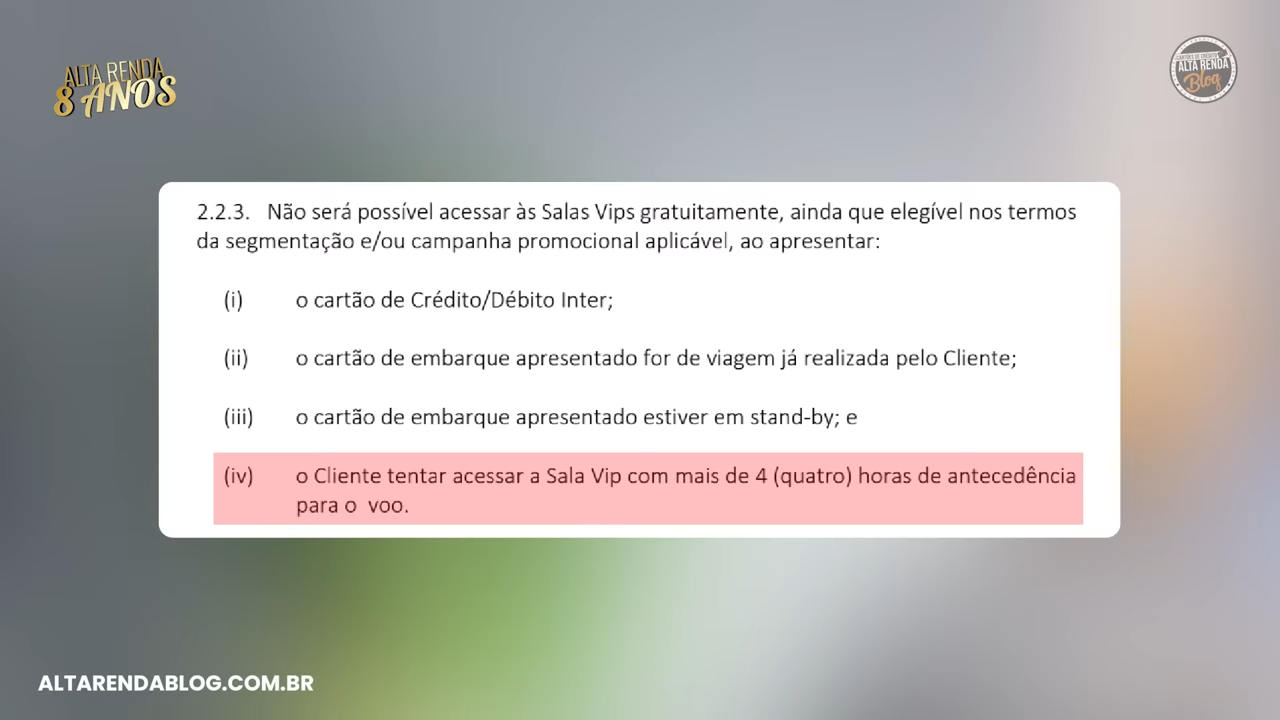 ALTA RENDA
8 ANOS
CARTÕES DE CRÉDITO
ALTA RENDA
Blog
2.2.3. Não será possível acessar às Salas Vips gratuitamente, ainda que elegível nos termos
da segmentação e/ou campanha promocional aplicável, ao apresentar:
(i) o cartão de Crédito/Débito Inter;
(ii) o cartão de embarque apresentado for de viagem já realizada pelo Cliente;
(iii) o cartão de embarque apresentado estiver em stand-by; e
(iv) o Cliente tentar acessar a Sala Vip com mais de 4 (quatro) horas de antecedência
para o voo.
ALTARENDABLOG.COM.BR